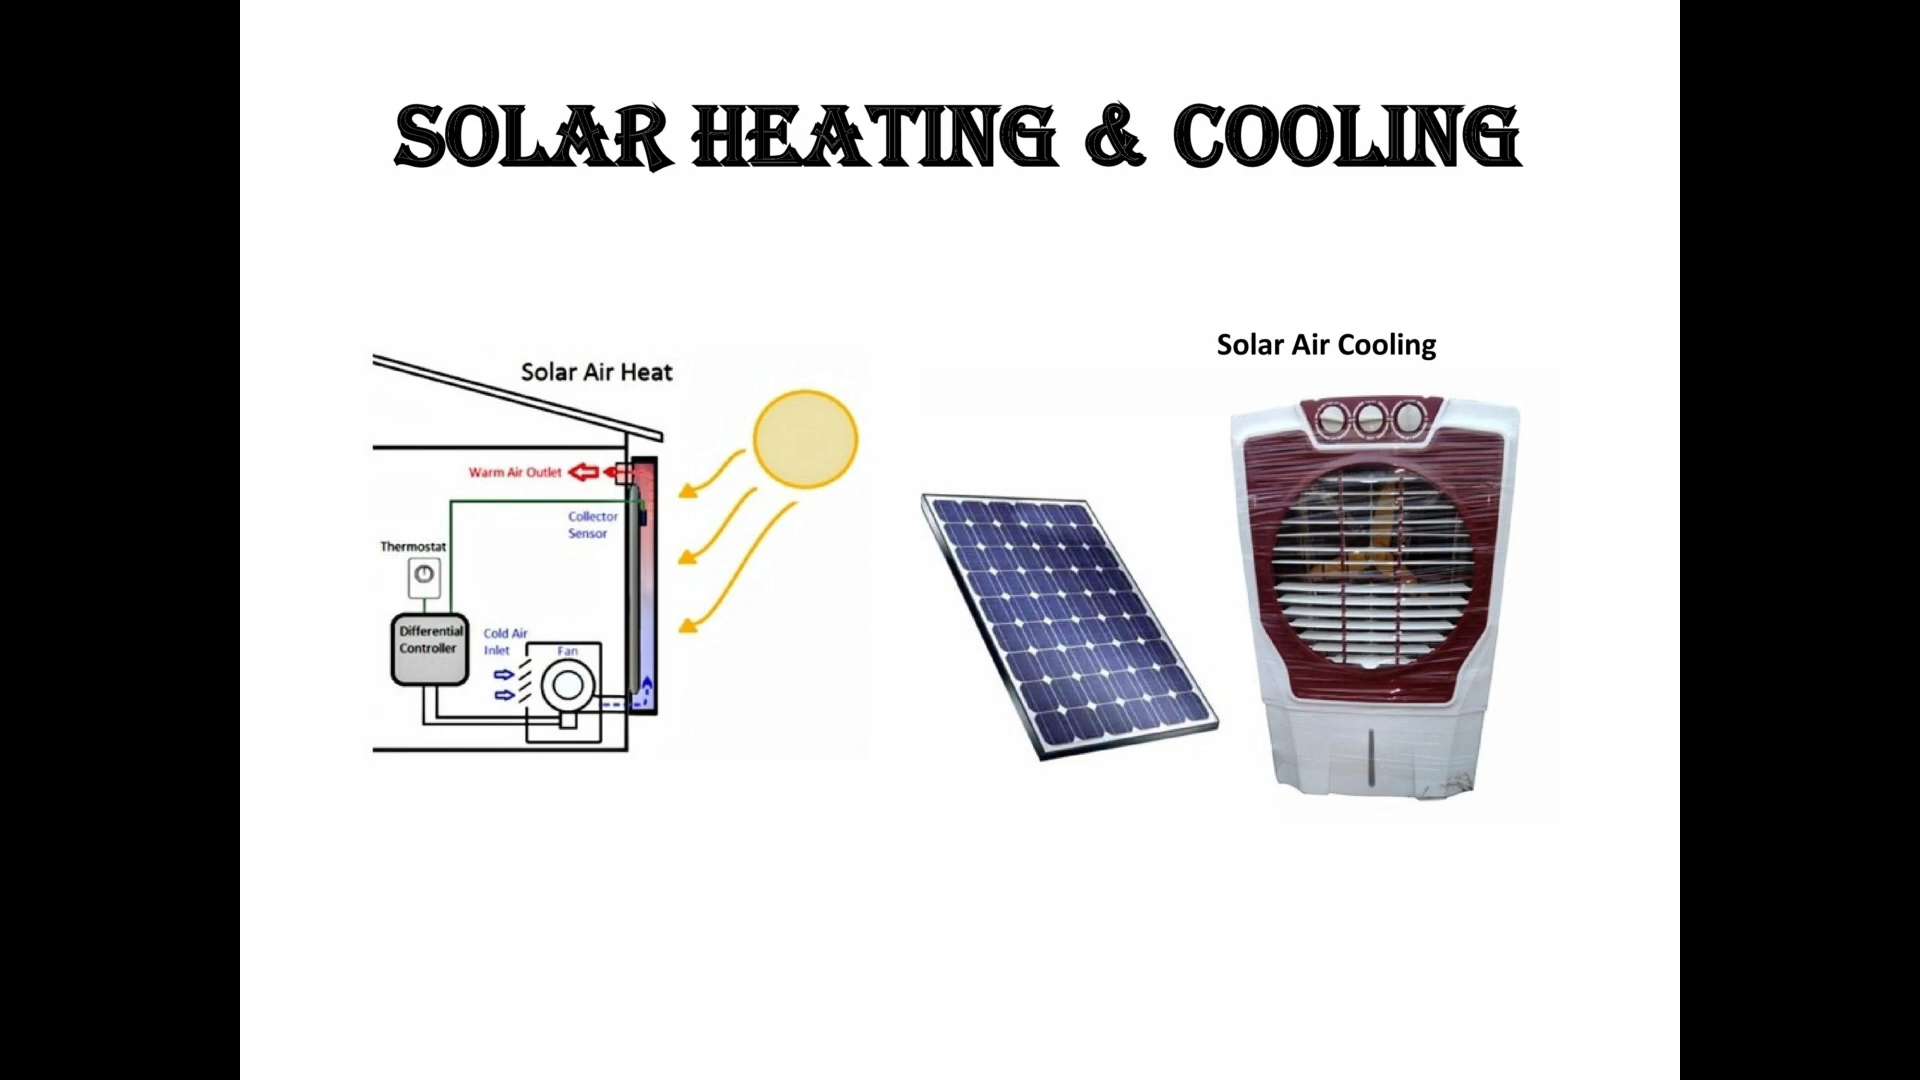 SOLAR HEATING & COOLING
Solar Air Heat
Warm Air Outlet
Collector
Sensor
Thermostat
Differential
Controller
Cold Air
Inlet
Fan
Solar Air Cooling